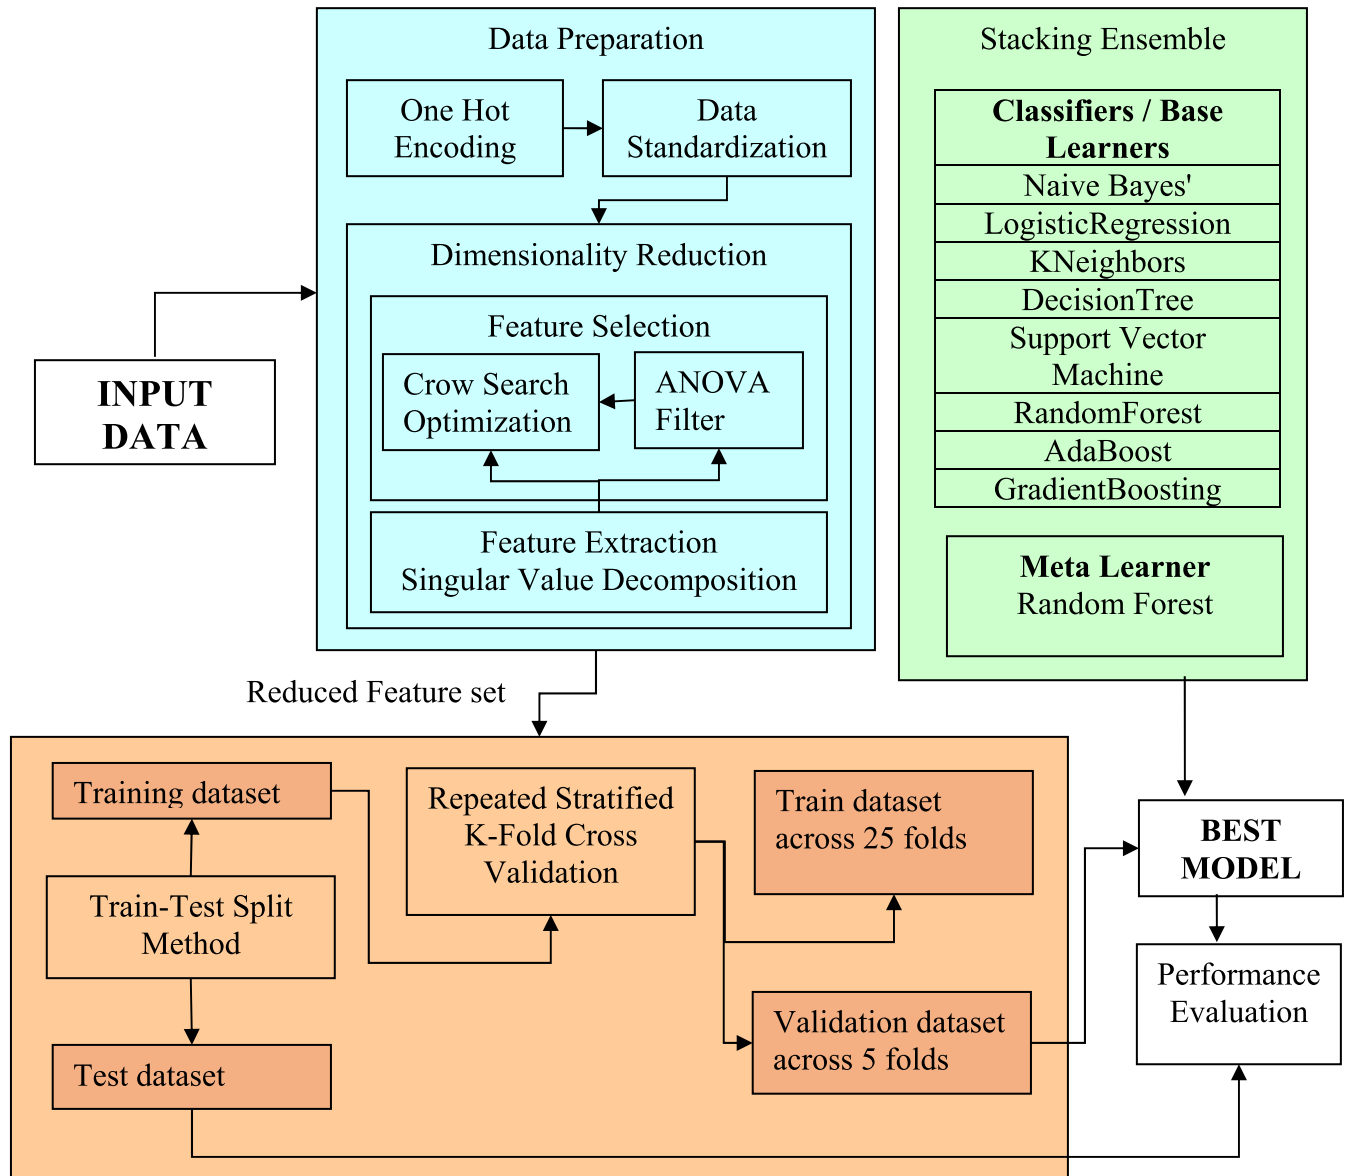 Data Preparation
One Hot
Encoding
Data
Standardization
Dimensionality Reduction
Feature Selection
Crow Search
Optimization
ANOVA
Filter
Feature Extraction
Singular Value Decomposition
INPUT
DATA
Stacking Ensemble
Classifiers / Base
Learners
Naive Bayes'
LogisticRegression
KNeighbors
DecisionTree
Support Vector
Machine
RandomForest
AdaBoost
GradientBoosting
Meta Learner
Random Forest
Reduced Feature set
Training dataset
Train-Test Split
Method
Test dataset
Repeated Stratified
K-Fold Cross
Validation
Train dataset
across 25 folds
Validation dataset
across 5 folds
BEST
MODEL
Performance
Evaluation